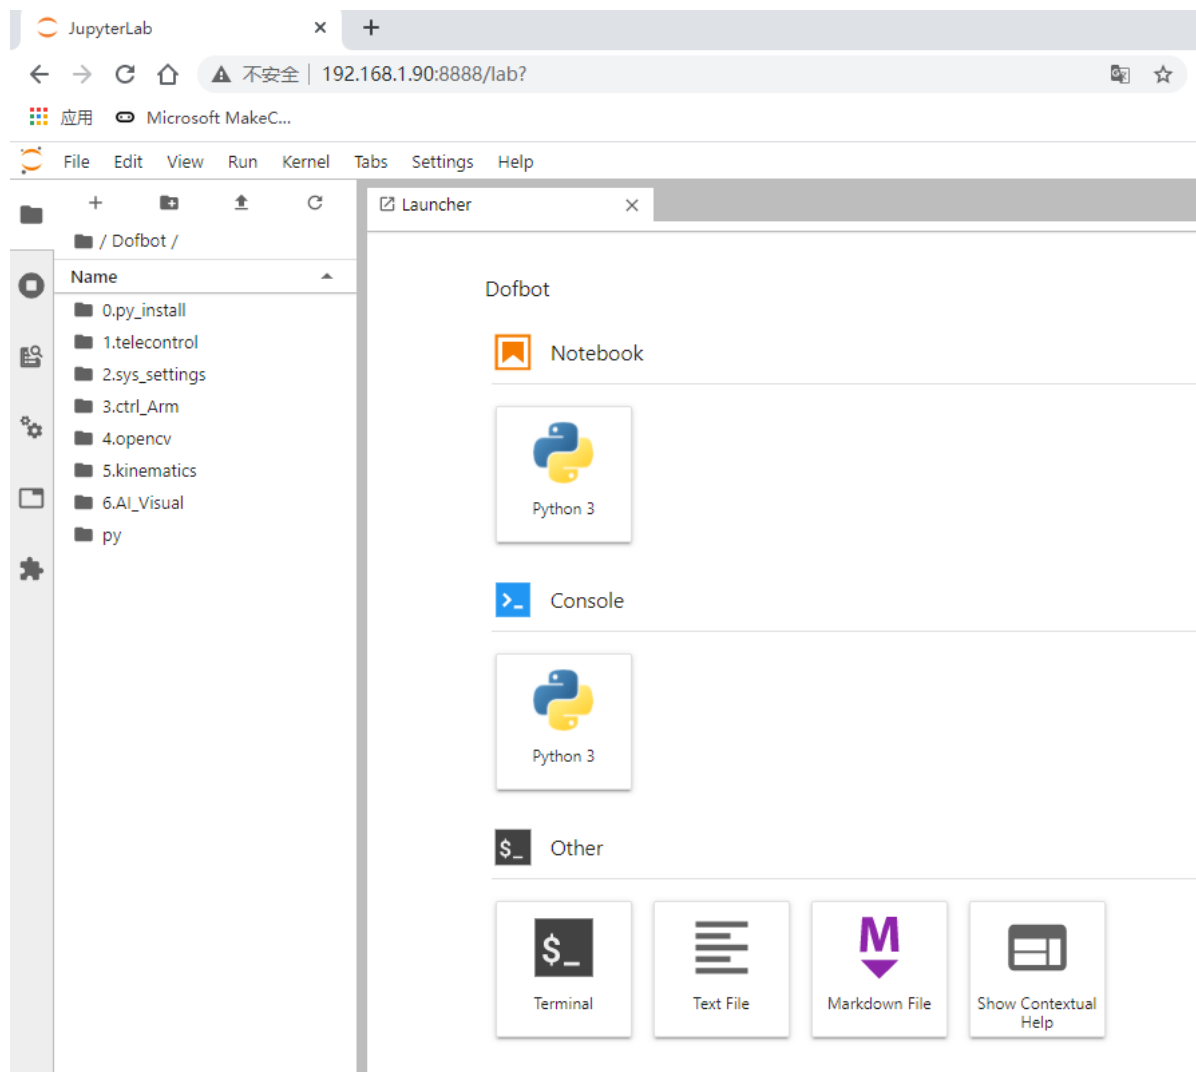 JupyterLab
不安全 | 192.168.1.90:8888/lab?
应用 Microsoft MakeC...
File Edit View Run Kernel Tabs Settings Help
Launcher
/ Dofbot /
Name
0.py_install
1.telecontrol
2.sys_settings
3.ctrl_Arm
4.opencv
5.kinematics
6.AI_Visual
py
Dofbot
Notebook
Python 3
Console
Python 3
$_ Other
$_
M
Terminal
Text File
Markdown File
Show Contextual
Help